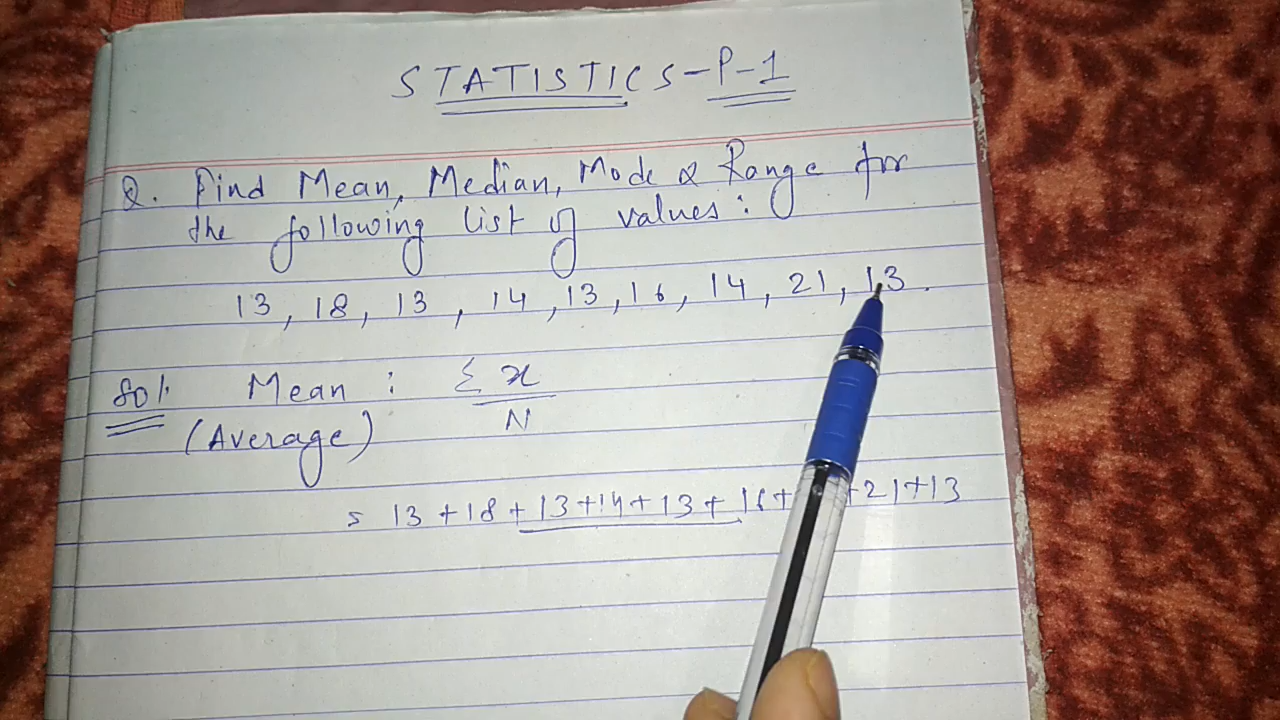 STATISTICS-P-1
Q. Find Mean, Median, Mode & Range for
the following list of values:
13, 18, 13, 14, 13, 16, 14, 21, 13.
Sol. Mean : Σx
N
(Average)
= 13+18+13+14+13+16+ +21+13